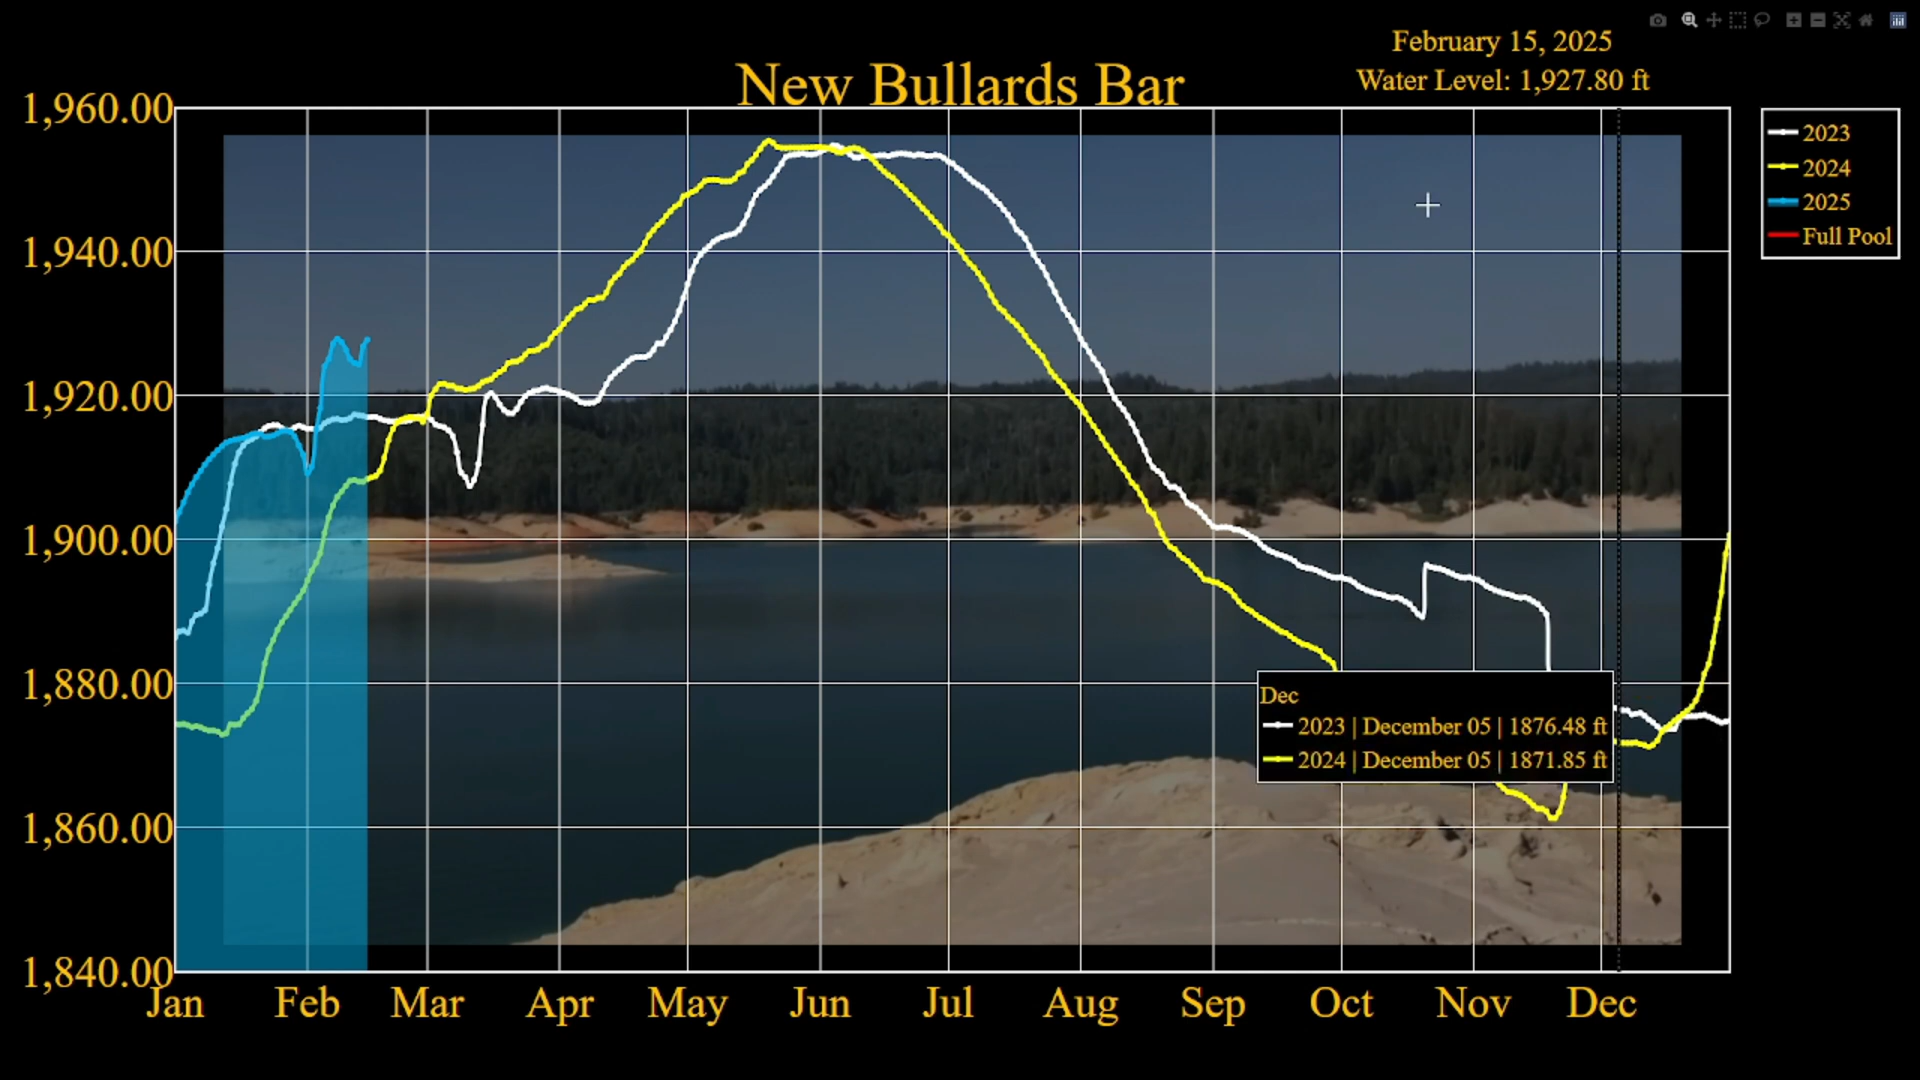 February 15, 2025
Water Level: 1,927.80 ft
New Bullards Bar
1,960.00
1,940.00
1,920.00
1,900.00
1,880.00
1,860.00
1,840.00
2023
2024
2025
Full Pool
Dec
2023 | December 05 | 1876.48 ft
2024 | December 05 | 1871.85 ft
Jan Feb Mar Apr May Jun Jul Aug Sep Oct Nov Dec